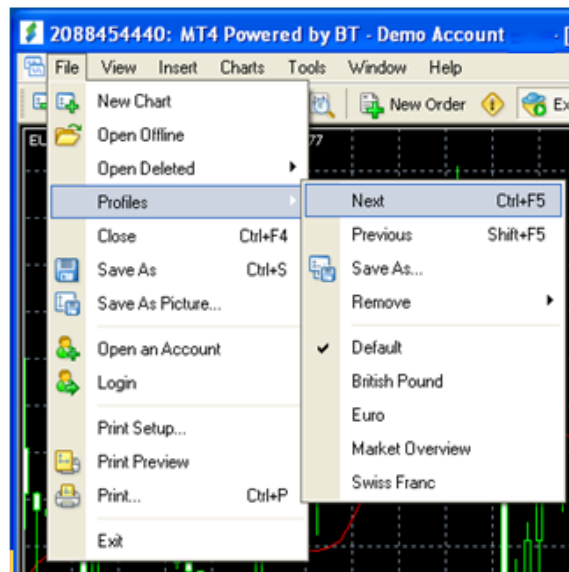 2088454440: MT4 Powered by BT - Demo Account - [
File View Insert Charts Tools Window Help
New Order
EU
77
New Chart
Open Offline
Open Deleted
Profiles
Close Ctrl+F4
Save As Ctrl+S
Save As Picture...
Open an Account
Login
Print Setup...
Print Preview
Print... Ctrl+P
Exit
Next Ctrl+F5
Previous Shift+F5
Save As...
Remove
Default
British Pound
Euro
Market Overview
Swiss Franc